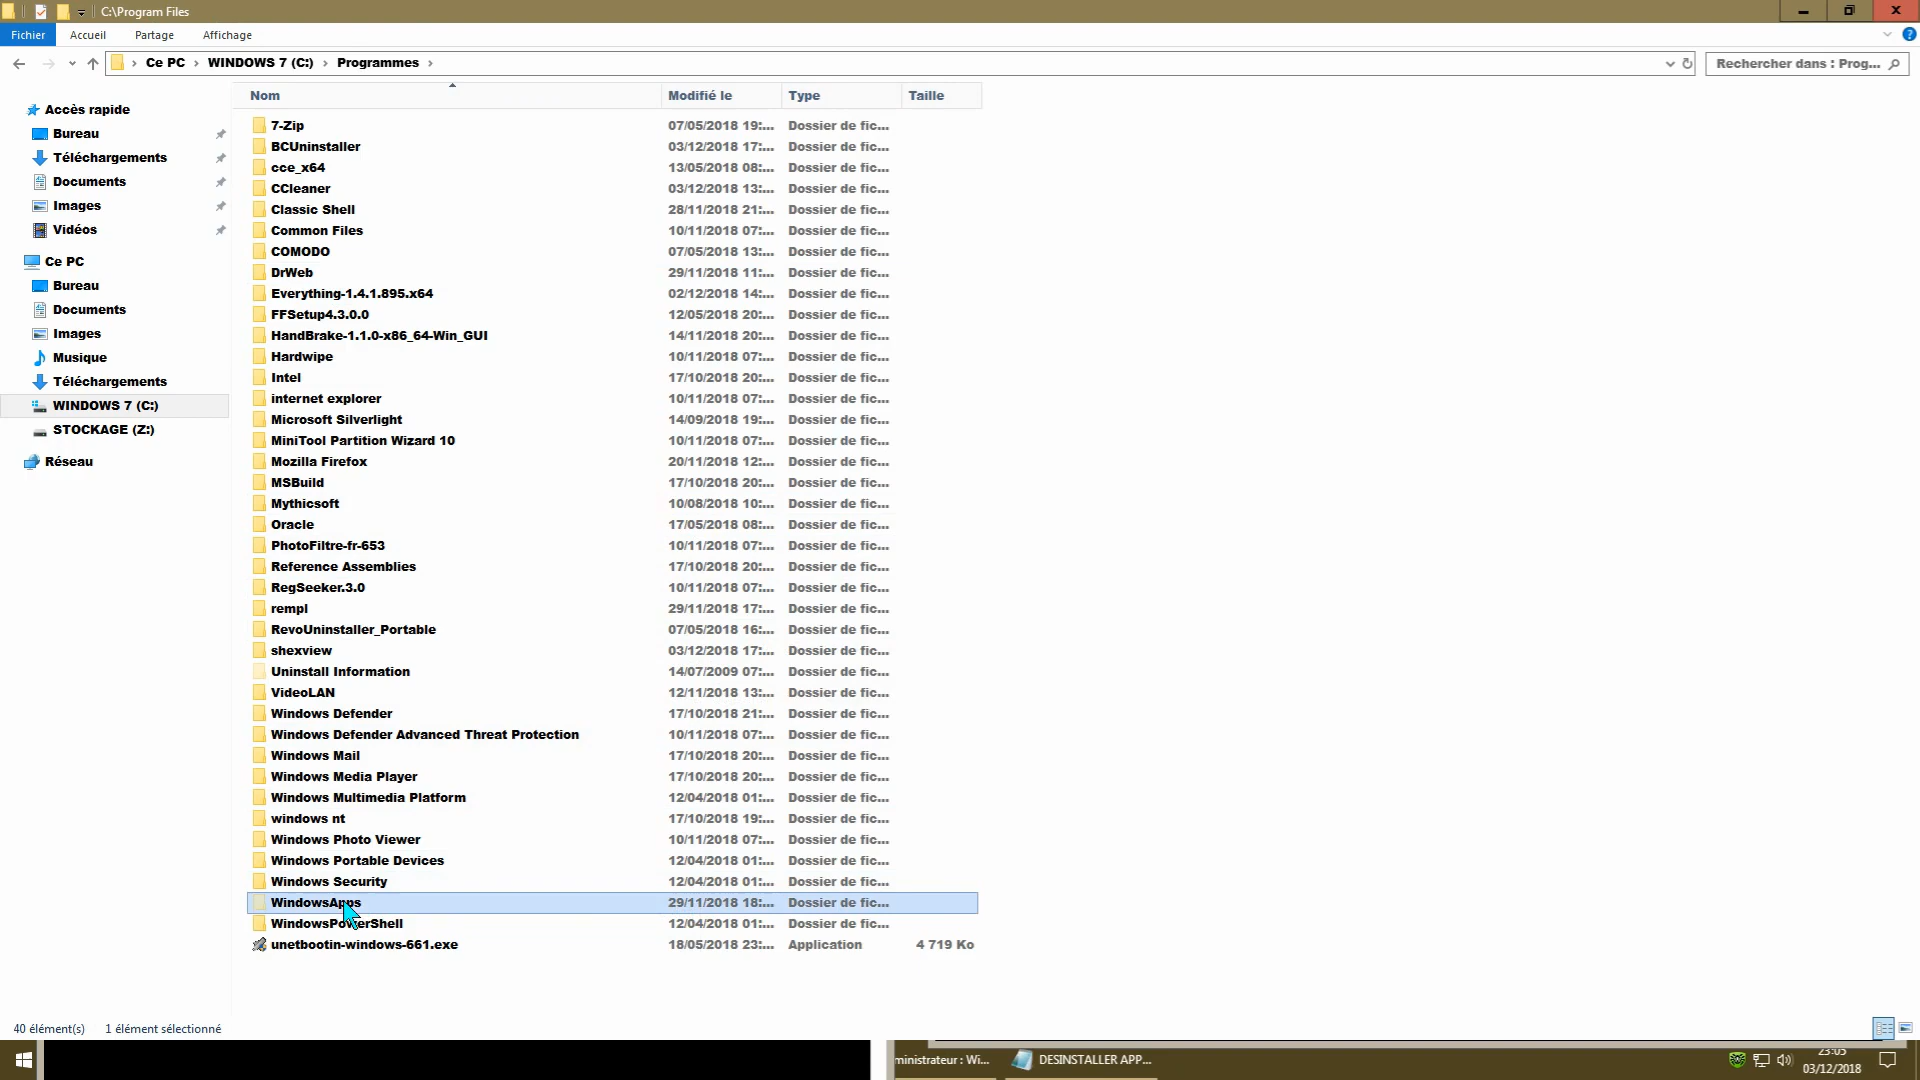 C:\Program Files
Fichier Accueil Partage Affichage
Ce PC WINDOWS 7 (C:) Programmes
Rechercher dans : Prog...
Nom Modifié le Type Taille
Accès rapide
Bureau
Téléchargements
Documents
Images
Vidéos
Ce PC
Bureau
Documents
Images
Musique
Téléchargements
WINDOWS 7 (C:)
STOCKAGE (Z:)
Réseau
7-Zip 07/05/2018 19:... Dossier de fic...
BCUninstaller 03/12/2018 17:... Dossier de fic...
cce_x64 13/05/2018 08:... Dossier de fic...
CCleaner 03/12/2018 13:... Dossier de fic...
Classic Shell 28/11/2018 21:... Dossier de fic...
Common Files 10/11/2018 07:... Dossier de fic...
COMODO 07/05/2018 13:... Dossier de fic...
DrWeb 29/11/2018 11:... Dossier de fic...
Everything-1.4.1.895.x64 02/12/2018 14:... Dossier de fic...
FFSetup4.3.0.0 12/05/2018 20:... Dossier de fic...
HandBrake-1.1.0-x86_64-Win_GUI 14/11/2018 20:... Dossier de fic...
Hardwipe 10/11/2018 07:... Dossier de fic...
Intel 17/10/2018 20:... Dossier de fic...
internet explorer 10/11/2018 07:... Dossier de fic...
Microsoft Silverlight 14/09/2018 19:... Dossier de fic...
MiniTool Partition Wizard 10 10/11/2018 07:... Dossier de fic...
Mozilla Firefox 20/11/2018 12:... Dossier de fic...
MSBuild 17/10/2018 20:... Dossier de fic...
Mythicsoft 10/08/2018 10:... Dossier de fic...
Oracle 17/05/2018 08:... Dossier de fic...
PhotoFiltre-fr-653 10/11/2018 07:... Dossier de fic...
Reference Assemblies 17/10/2018 20:... Dossier de fic...
RegSeeker.3.0 10/11/2018 07:... Dossier de fic...
rempl 29/11/2018 17:... Dossier de fic...
RevoUninstaller_Portable 07/05/2018 16:... Dossier de fic...
shexview 03/12/2018 17:... Dossier de fic...
Uninstall Information 14/07/2009 07:... Dossier de fic...
VideoLAN 12/11/2018 13:... Dossier de fic...
Windows Defender 17/10/2018 21:... Dossier de fic...
Windows Defender Advanced Threat Protection 10/11/2018 07:... Dossier de fic...
Windows Mail 17/10/2018 20:... Dossier de fic...
Windows Media Player 17/10/2018 20:... Dossier de fic...
Windows Multimedia Platform 12/04/2018 01:... Dossier de fic...
windows nt 17/10/2018 19:... Dossier de fic...
Windows Photo Viewer 10/11/2018 07:... Dossier de fic...
Windows Portable Devices 12/04/2018 01:... Dossier de fic...
Windows Security 12/04/2018 01:... Dossier de fic...
WindowsApps 29/11/2018 18:... Dossier de fic...
WindowsPowerShell 12/04/2018 01:... Dossier de fic...
unetbootin-windows-661.exe 18/05/2018 23:... Application 4 719 Ko
40 élément(s) 1 élément sélectionné
ministrateur : Wi... DESINSTALLER APP...
23:05
03/12/2018